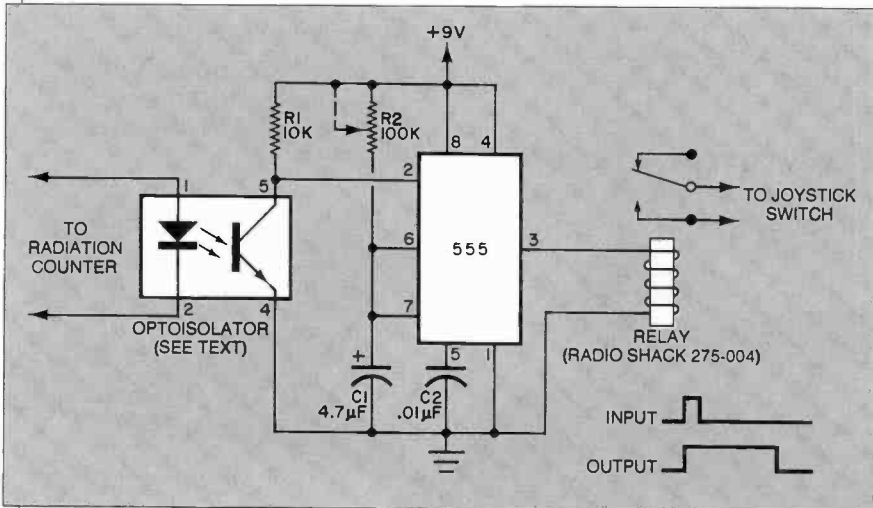 +9V
R1
10K
R2
100K
8
4
1
5
2
TO JOYSTICK
SWITCH
TO
RADIATION
COUNTER
6
555
3
7
2
4
OPTOISOLATOR
(SEE TEXT)
5
1
RELAY
(RADIO SHACK 275-004)
+
C1
4.7µF
C2
.01µF
INPUT
OUTPUT